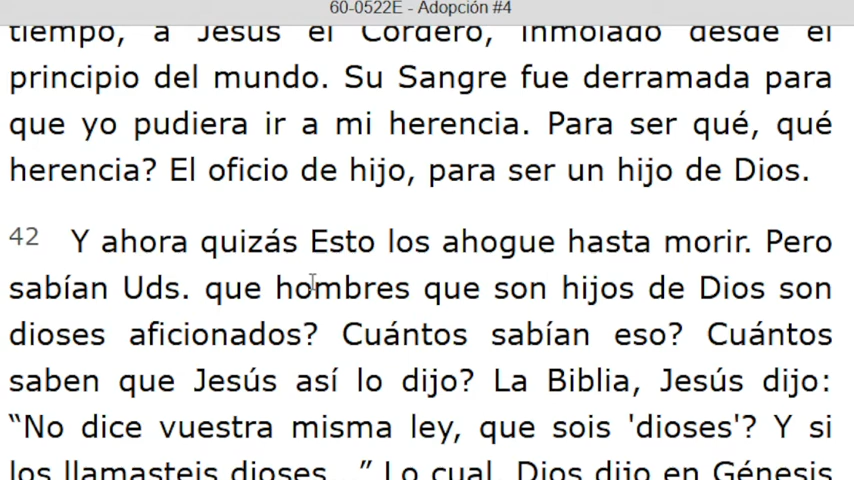 60-0522E - Adopción #4
tiempo, a Jesús el Cordero, inmolado desde el
principio del mundo. Su Sangre fue derramada para
que yo pudiera ir a mi herencia. Para ser qué, qué
herencia? El oficio de hijo, para ser un hijo de Dios.
42 Y ahora quizás Esto los ahogue hasta morir. Pero
sabían Uds. que hombres que son hijos de Dios son
dioses aficionados? Cuántos sabían eso? Cuántos
saben que Jesús así lo dijo? La Biblia, Jesús dijo:
“No dice vuestra misma ley, que sois 'dioses'? Y si
los llamasteis dioses...” Lo cual, Dios dijo en Génesis